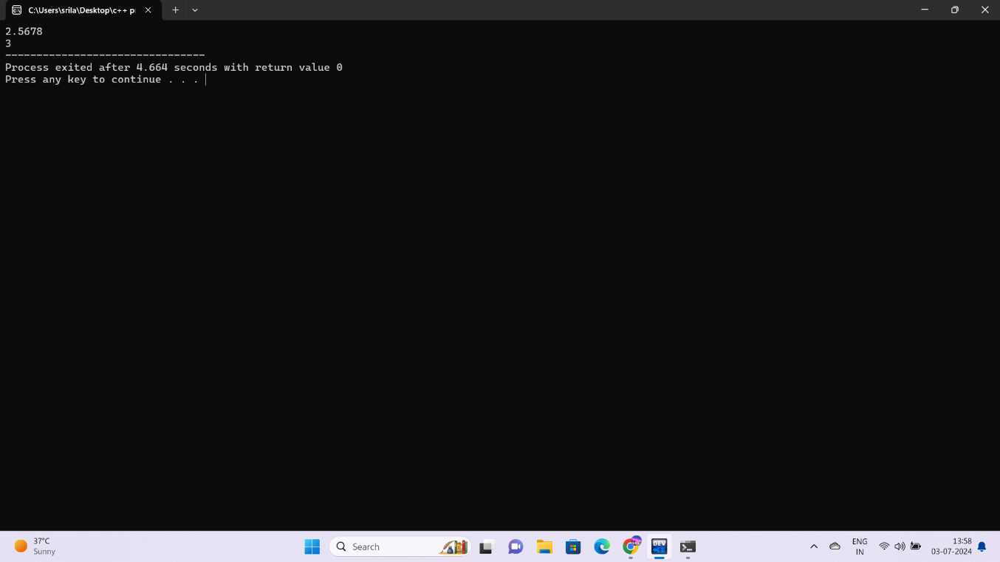 C:\Users\srila\Desktop\c++ p
2.5678
3
--------------------------------
Process exited after 4.664 seconds with return value 0
Press any key to continue . . .
37°C
Sunny
Search
DEV
ENG
IN
13:58
03-07-2024